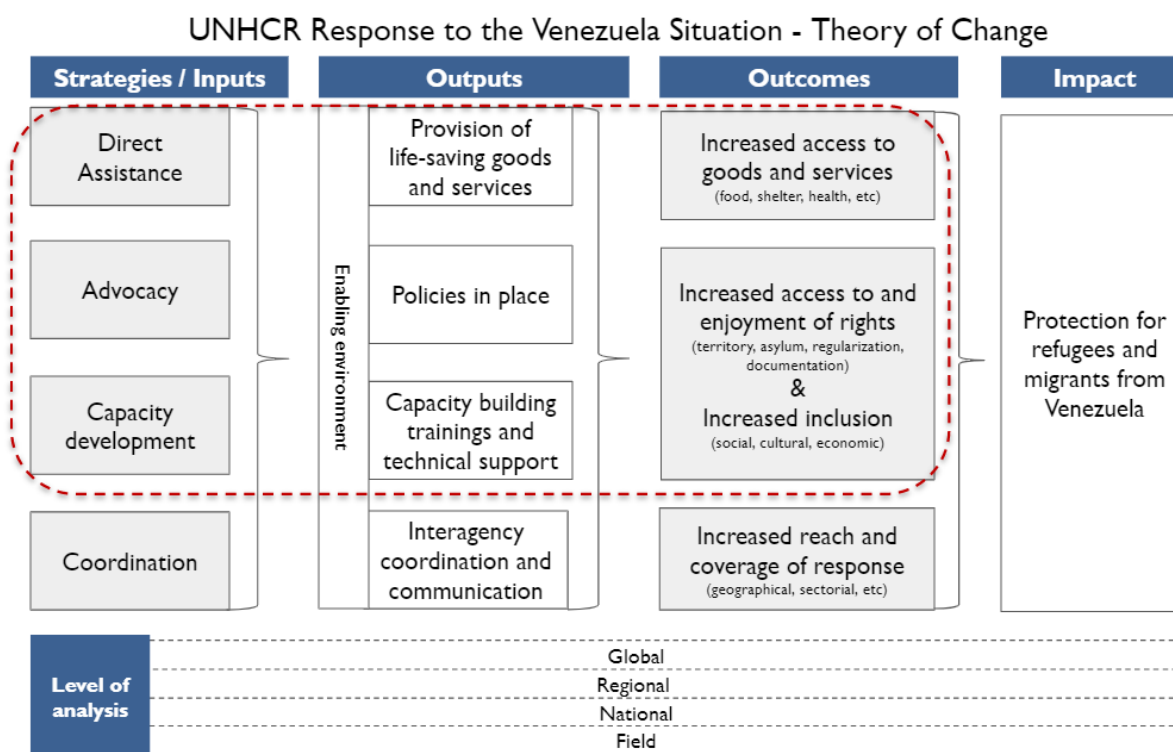 UNHCR Response to the Venezuela Situation - Theory of Change
Strategies / Inputs
Outputs
Outcomes
Impact
Direct
Assistance
Advocacy
Capacity
development
Coordination
Enabling environment
Provision of
life-saving goods
and services
Policies in place
Capacity building
trainings and
technical support
Interagency
coordination and
communication
Increased access to
goods and services
(food, shelter, health, etc)
Increased access to and
enjoyment of rights
(territory, asylum, regularization,
documentation)
&
Increased inclusion
(social, cultural, economic)
Increased reach and
coverage of response
(geographical, sectorial, etc)
Protection for
refugees and
migrants from
Venezuela
Level of
analysis
Global
Regional
National
Field